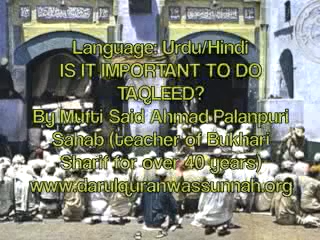 Language: Urdu/Hindi
IS IT IMPORTANT TO DO
TAQLEED?
By Mufti Said Ahmad Palanpuri
Sahab (teacher of Bukhari
Sharif for over 40 years)
www.darulquranwassunnah.org